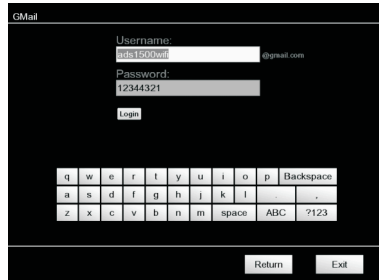 GMail
Username:
ads1500wifi @gmail.com
Password:
12344321
Login
q w e r t y u i o p Backspace
a s d f g h j k l . ,
z x c v b n m space ABC ?123
Return Exit